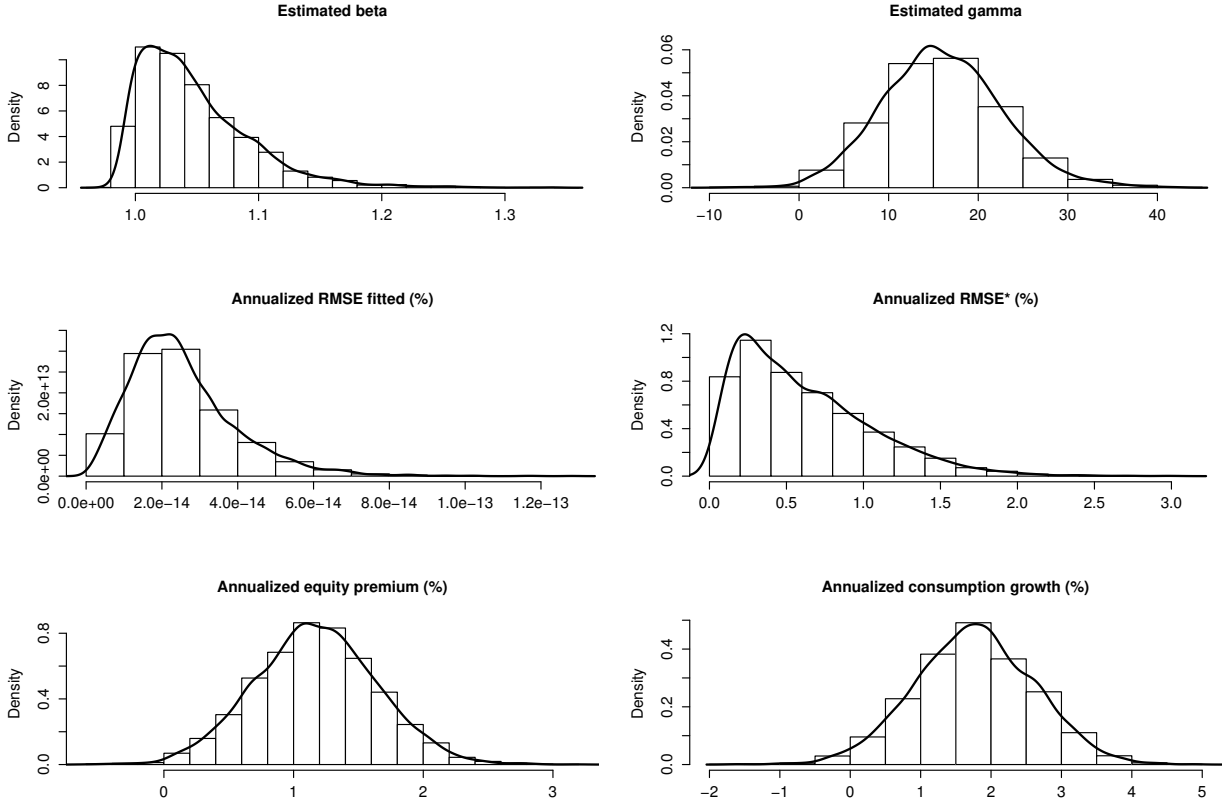 Estimated beta
Density
0 2 4 6 8
1.0 1.1 1.2 1.3
Estimated gamma
Density
0.00 0.02 0.04 0.06
−10 0 10 20 30 40
Annualized RMSE fitted (%)
Density
0.0e+00 2.0e+13
0.0e+00 2.0e−14 4.0e−14 6.0e−14 8.0e−14 1.0e−13 1.2e−13
Annualized RMSE* (%)
Density
0.0 0.4 0.8 1.2
0.0 0.5 1.0 1.5 2.0 2.5 3.0
Annualized equity premium (%)
Density
0.0 0.4 0.8
0 1 2 3
Annualized consumption growth (%)
Density
0.0 0.2 0.4
−2 −1 0 1 2 3 4 5